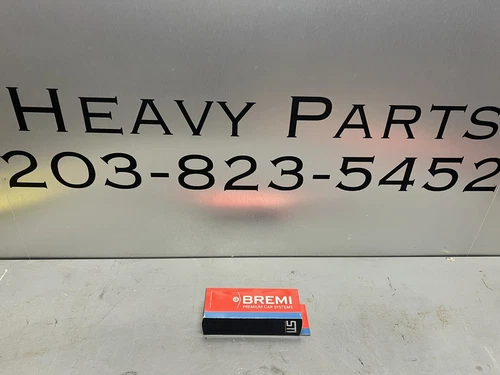 HEAVY PARTS
203-823-5452
BREMI
PREMIUM CAR SYSTEMS